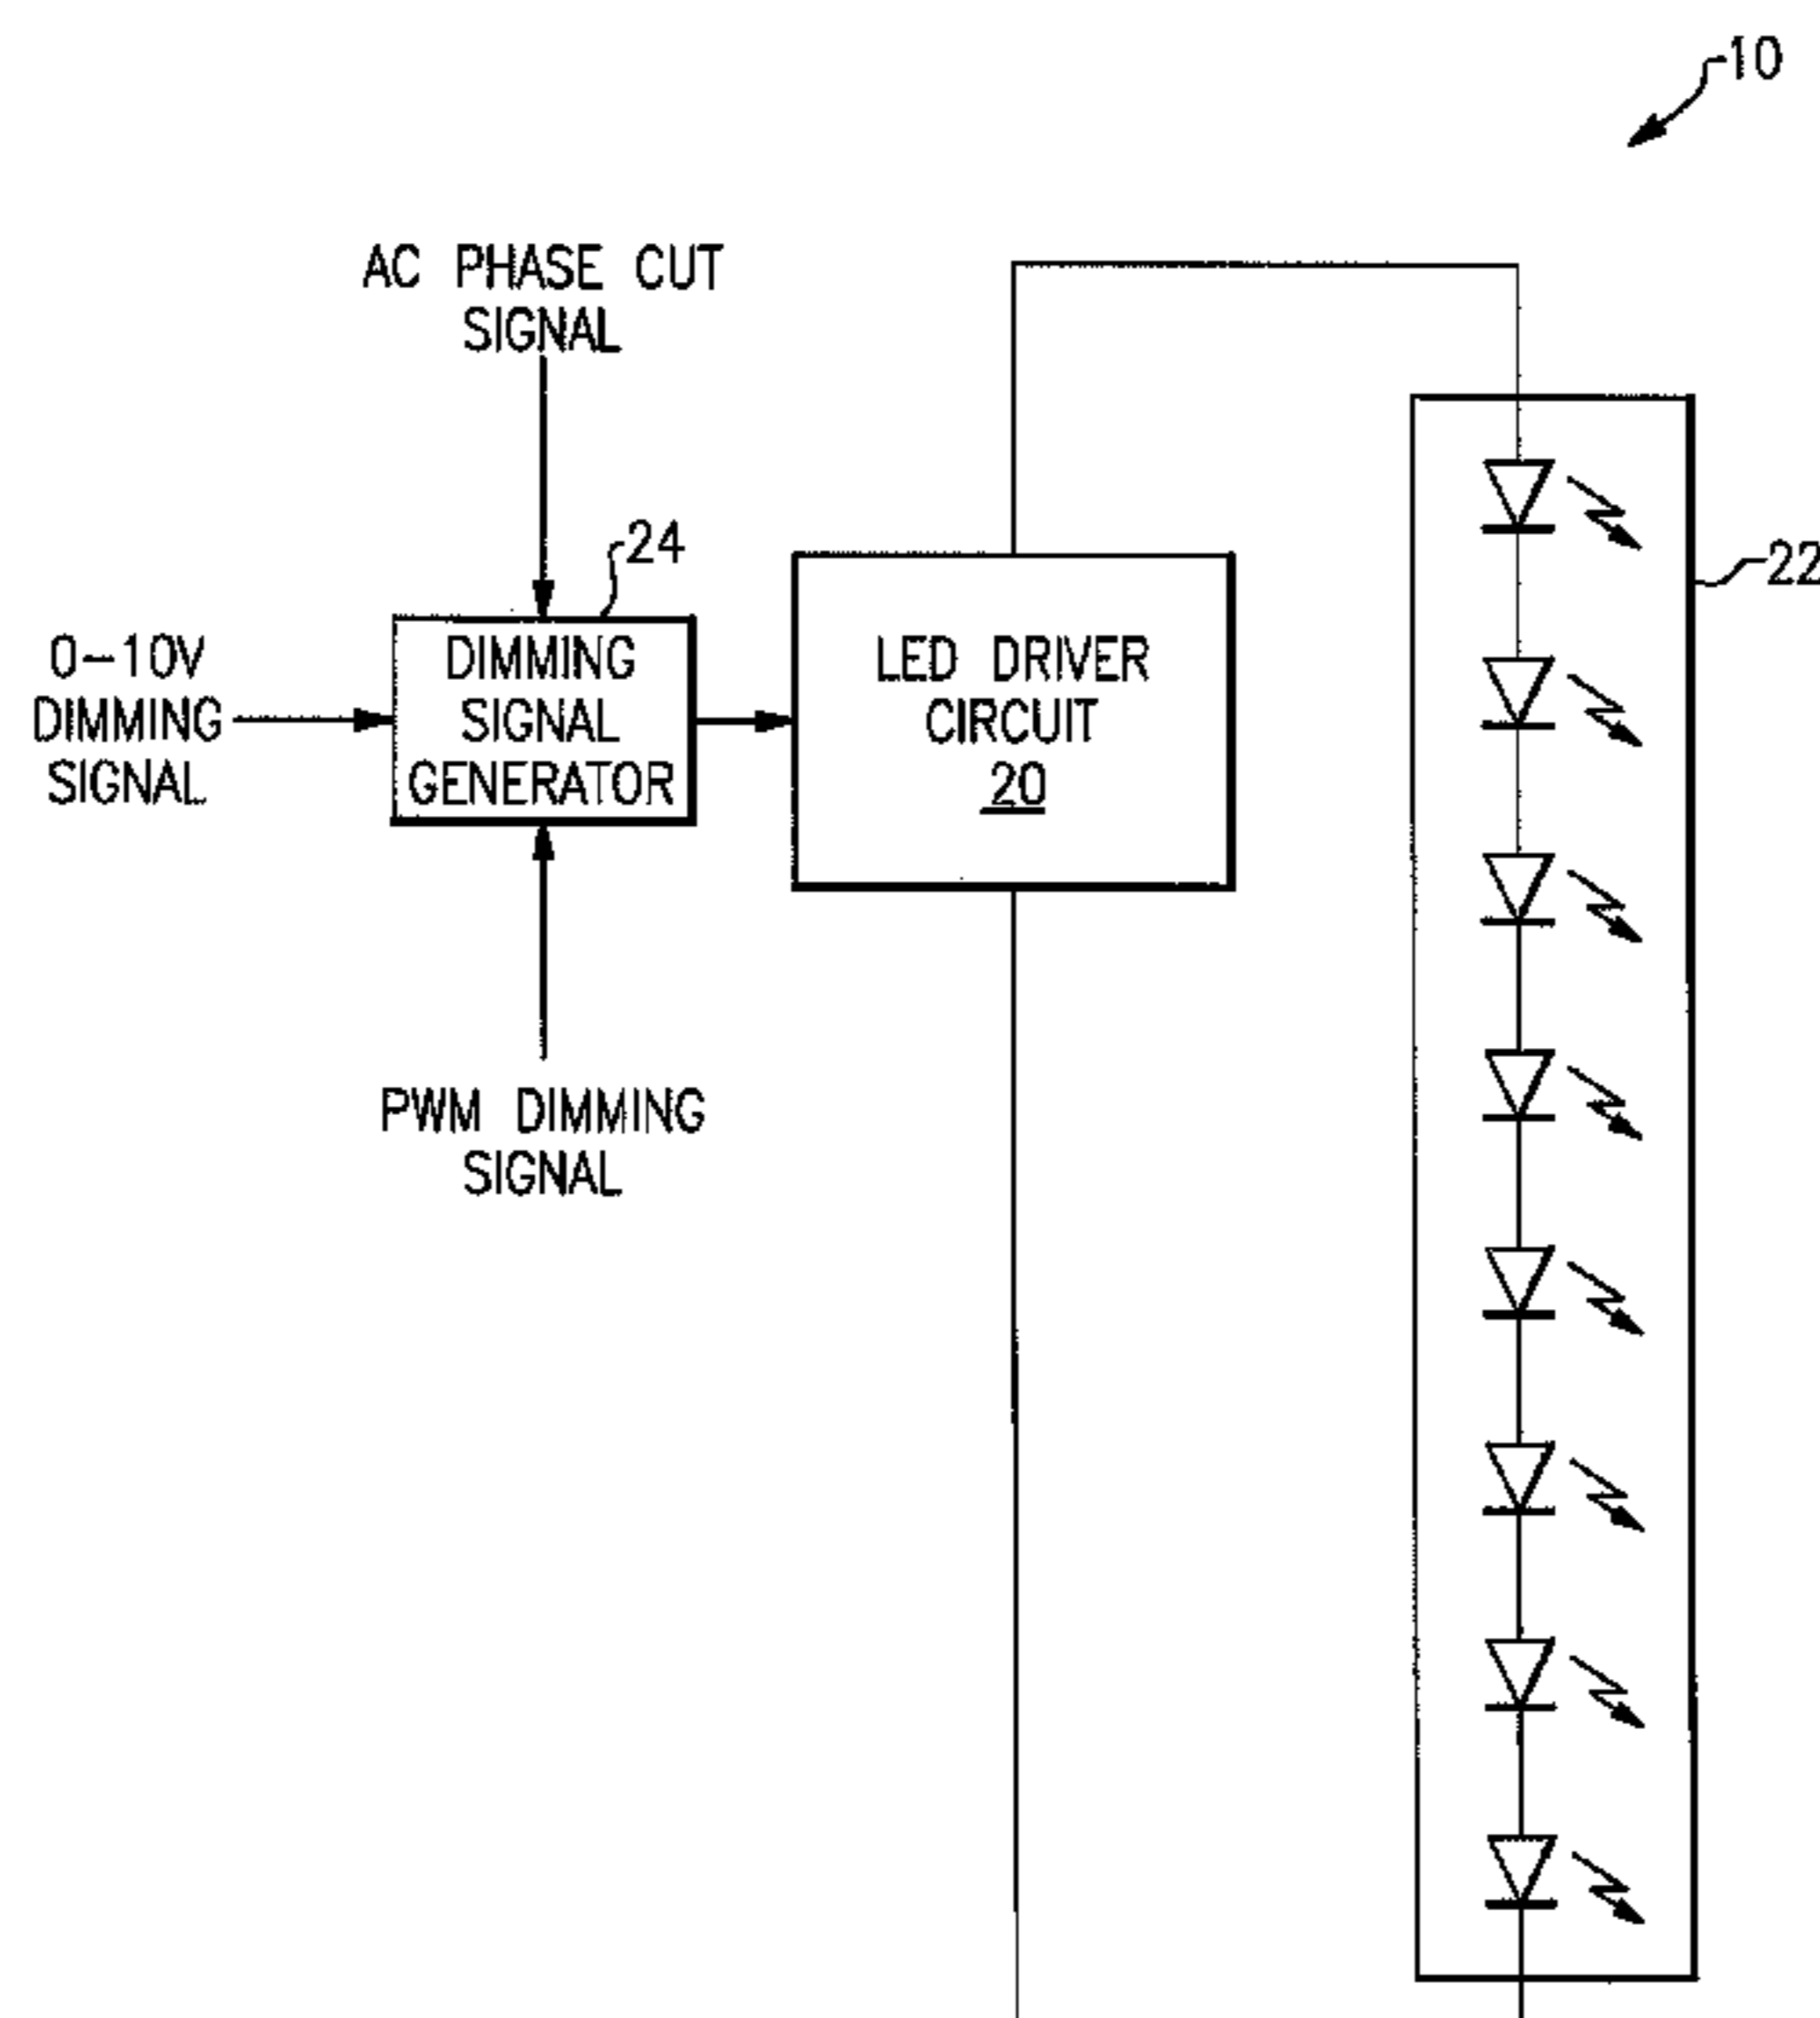 10
AC PHASE CUT
SIGNAL
24
0-10V
DIMMING
SIGNAL
DIMMING
SIGNAL
GENERATOR
LED DRIVER
CIRCUIT
20
22
PWM DIMMING
SIGNAL